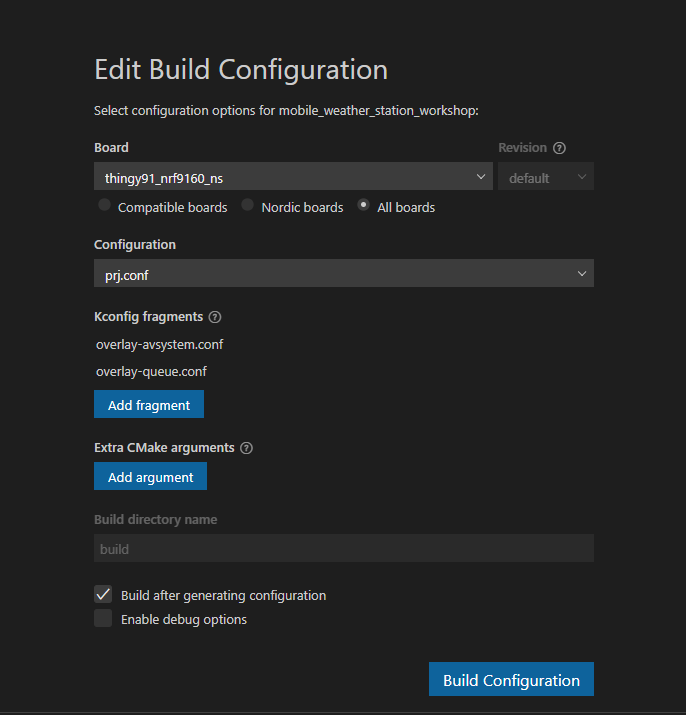 Edit Build Configuration
Select configuration options for mobile_weather_station_workshop:
Board
Revision
thingy91_nrf9160_ns
default
Compatible boards
Nordic boards
All boards
Configuration
prj.conf
Kconfig fragments
overlay-avsystem.conf
overlay-queue.conf
Add fragment
Extra CMake arguments
Add argument
Build directory name
build
Build after generating configuration
Enable debug options
Build Configuration